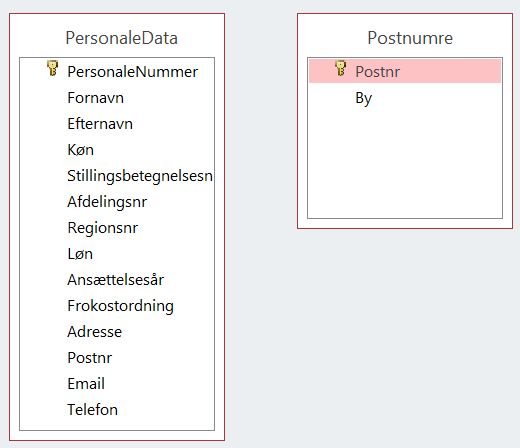 PersonaleData
PersonaleNummer
Fornavn
Efternavn
Køn
Stillingsbetegnelsesn
Afdelingsnr
Regionsnr
Løn
Ansættelsesår
Frokostordning
Adresse
Postnr
Email
Telefon
Postnumre
Postnr
By